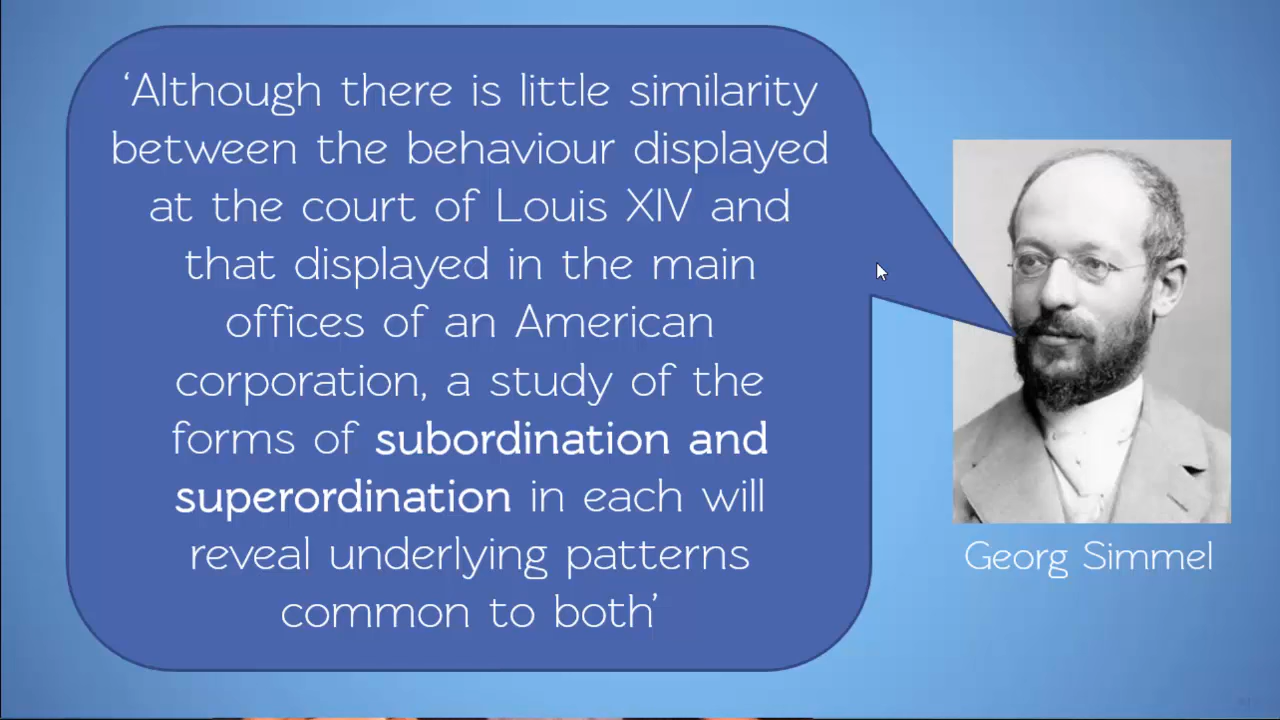 ‘Although there is little similarity
between the behaviour displayed
at the court of Louis XIV and
that displayed in the main
offices of an American
corporation, a study of the
forms of subordination and
superordination in each will
reveal underlying patterns
common to both’
Georg Simmel